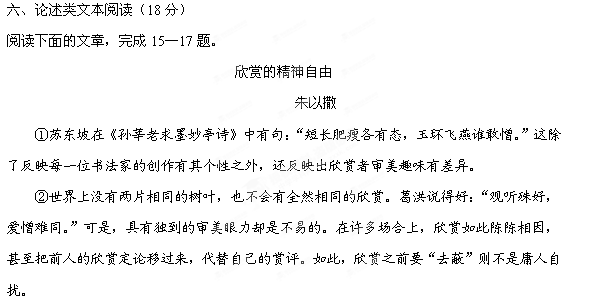 六、论述类文本阅读（18 分）
阅读下面的文章，完成 15—17 题。
欣赏的精神自由
朱以撒
①苏东坡在《孙莘老求墨妙亭诗》中有句：“短长肥瘦各有态，玉环飞燕谁敢憎。”这除
了反映每一位书法家的创作有其个性之外，还反映出欣赏者审美趣味有差异。
②世界上没有两片相同的树叶，也不会有全然相同的欣赏。葛洪说得好：“观听殊好，
爱憎难同。”可是，具有独到的审美眼力却是不易的。在许多场合上，欣赏如此陈陈相因，
甚至把前人的欣赏定论移过来，代替自己的赏评。如此，欣赏之前要“去蔽”则不是庸人自
扰。